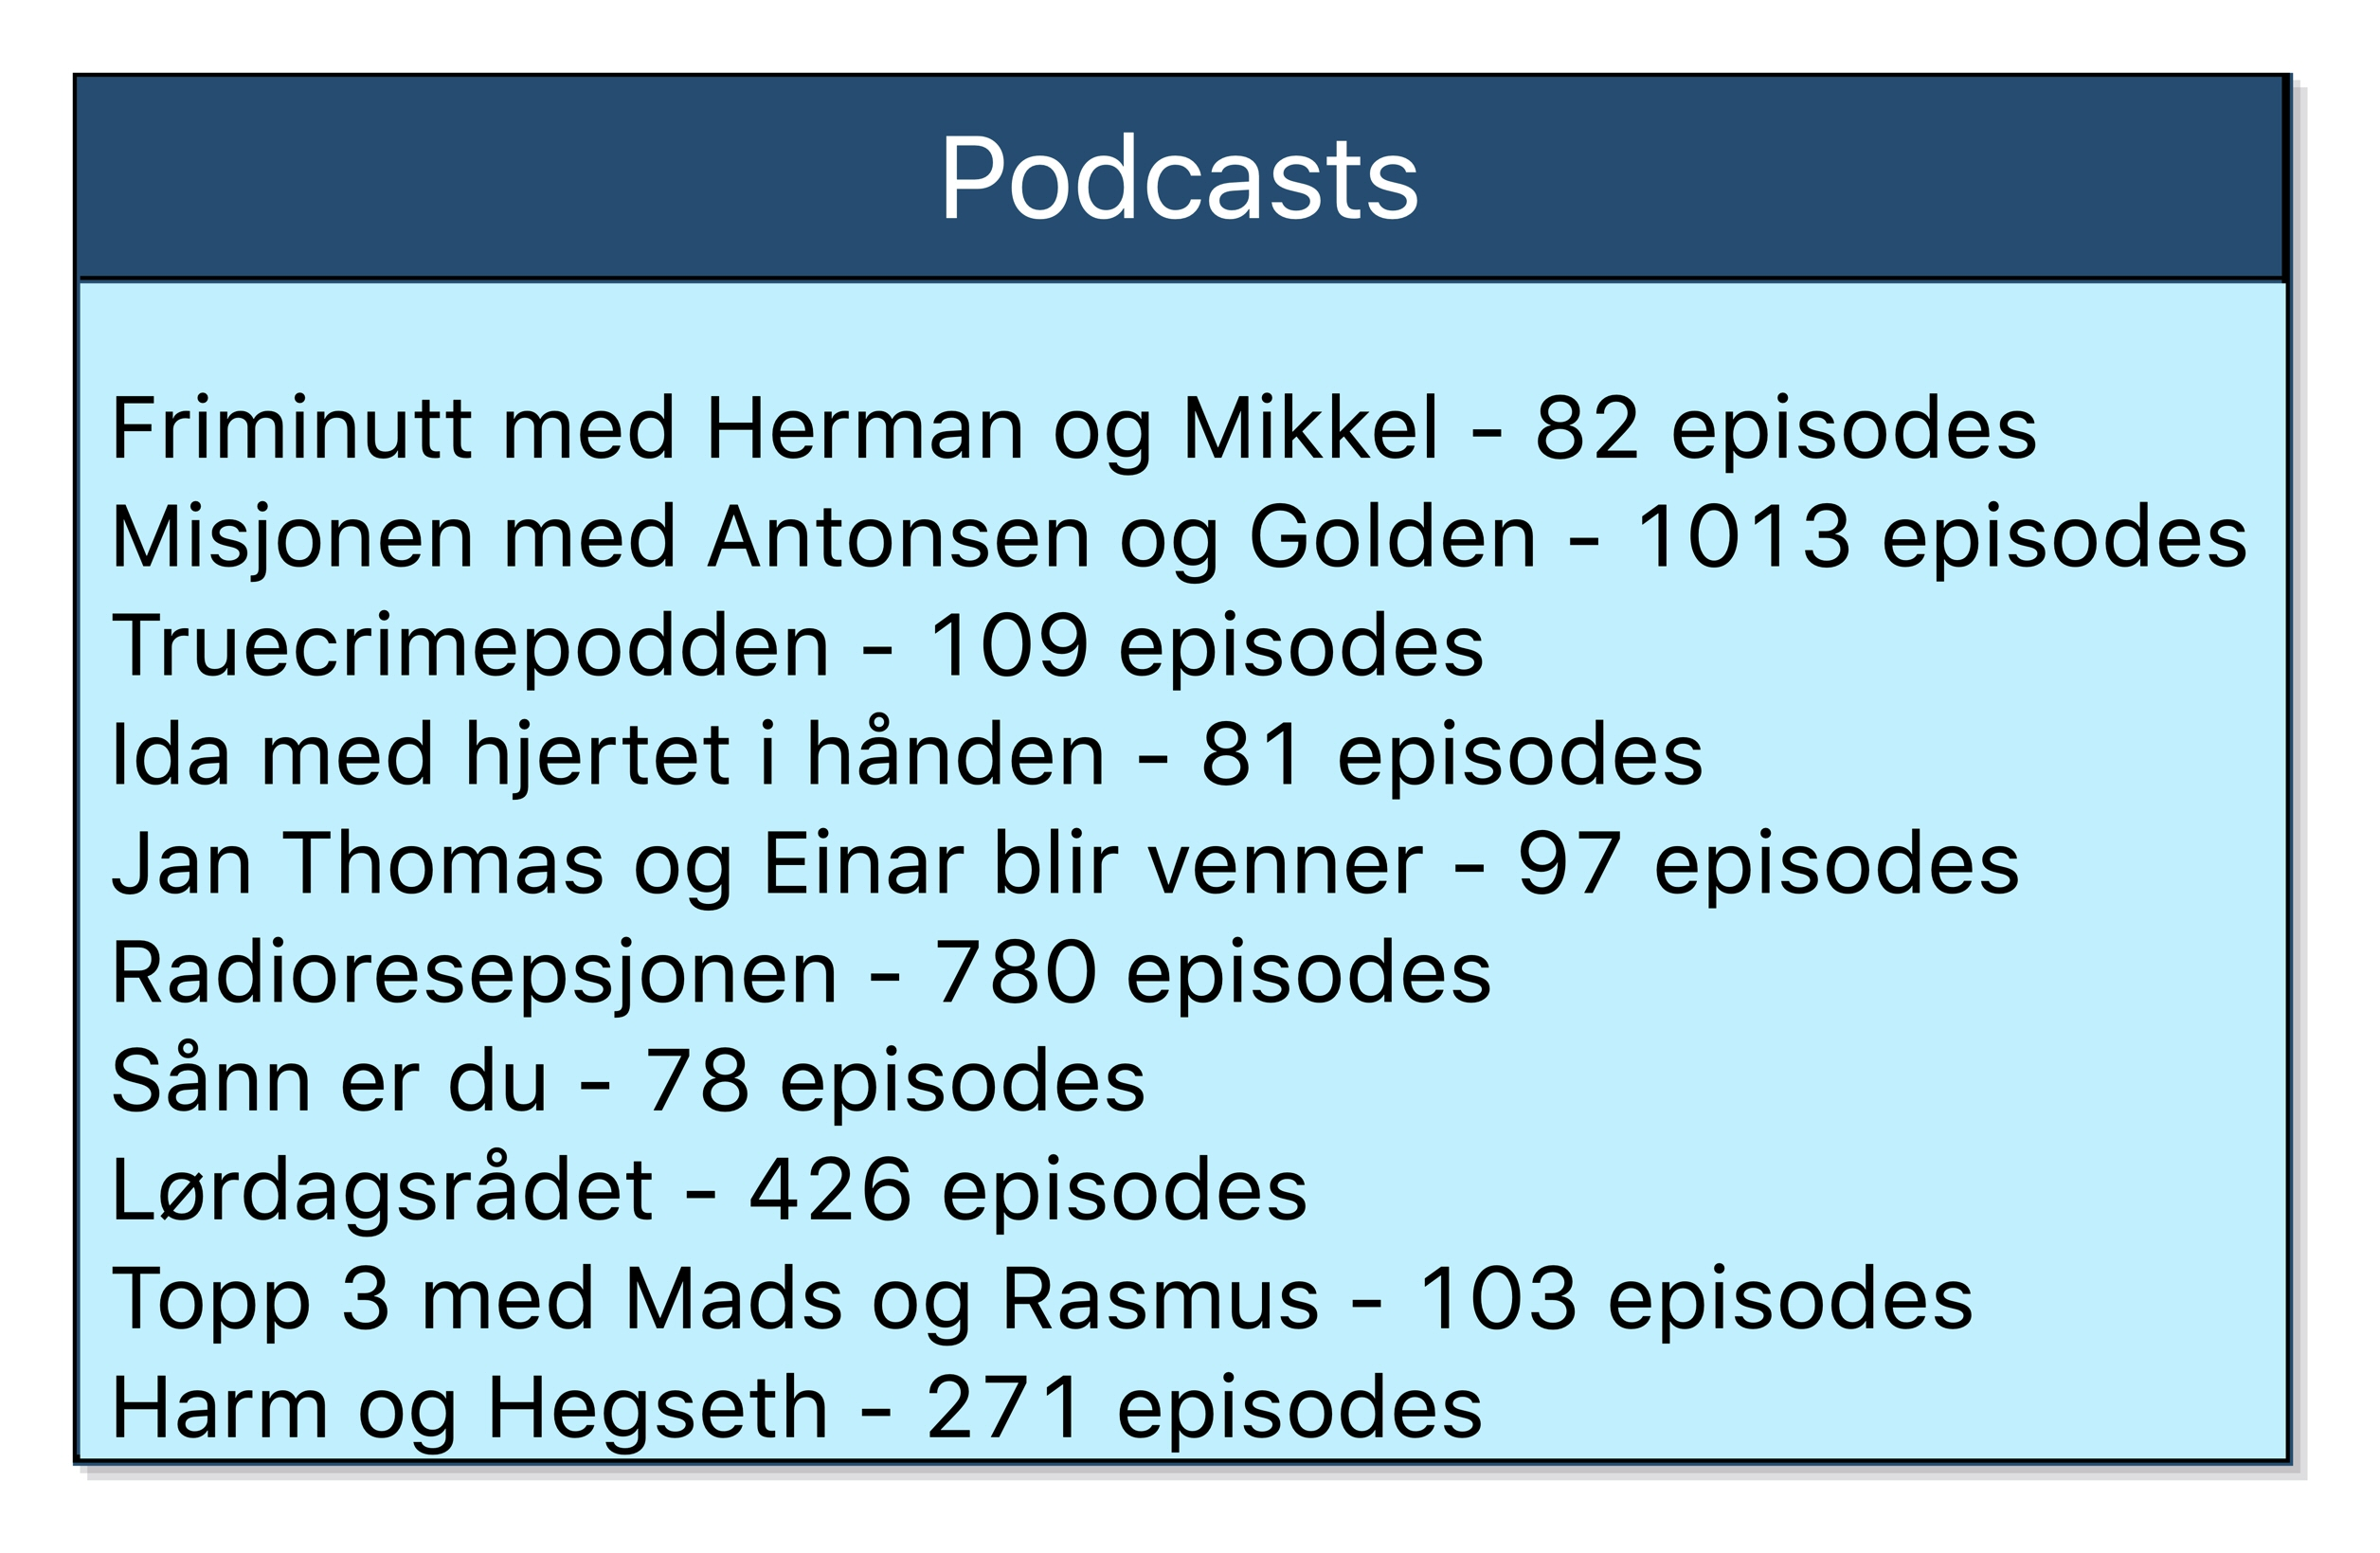 Podcasts
Friminutt med Herman og Mikkel - 82 episodes
Misjonen med Antonsen og Golden - 1013 episodes
Truecrimepodden - 109 episodes
Ida med hjertet i hånden - 81 episodes
Jan Thomas og Einar blir venner - 97 episodes
Radioresepsjonen - 780 episodes
Sånn er du - 78 episodes
Lørdagsrådet - 426 episodes
Topp 3 med Mads og Rasmus - 103 episodes
Harm og Hegseth - 271 episodes